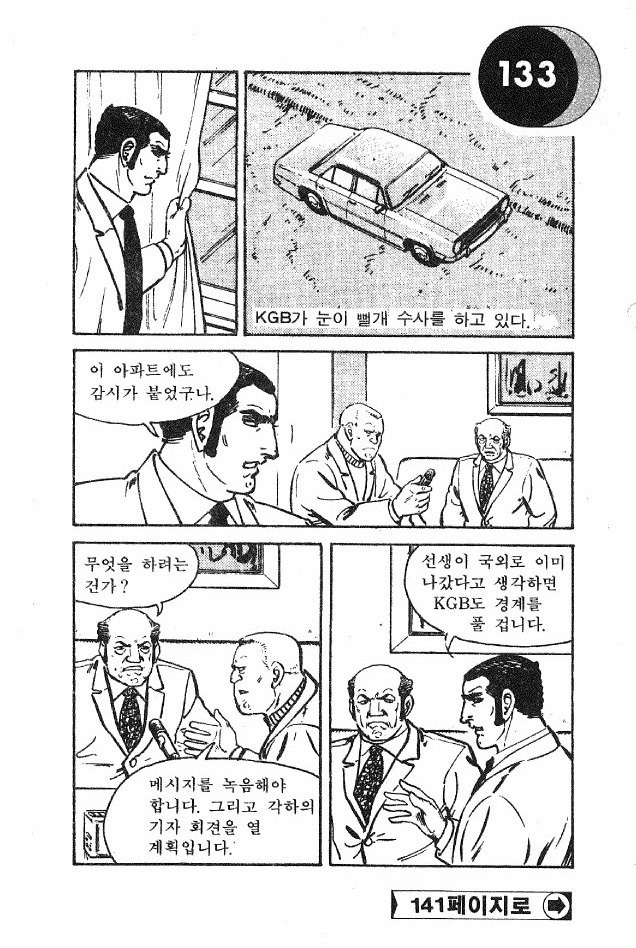 133
KGB가 눈이 뻘개 수사를 하고 있다.
이 아파트에도
감시가 붙었구나.
무엇을 하려는
건가?
메시지를 녹음해야
합니다. 그리고 각하의
기자 회견을 열
계획입니다.
선생이 국외로 이미
나갔다고 생각하면
KGB도 경계를
풀 겁니다.
141페이지로